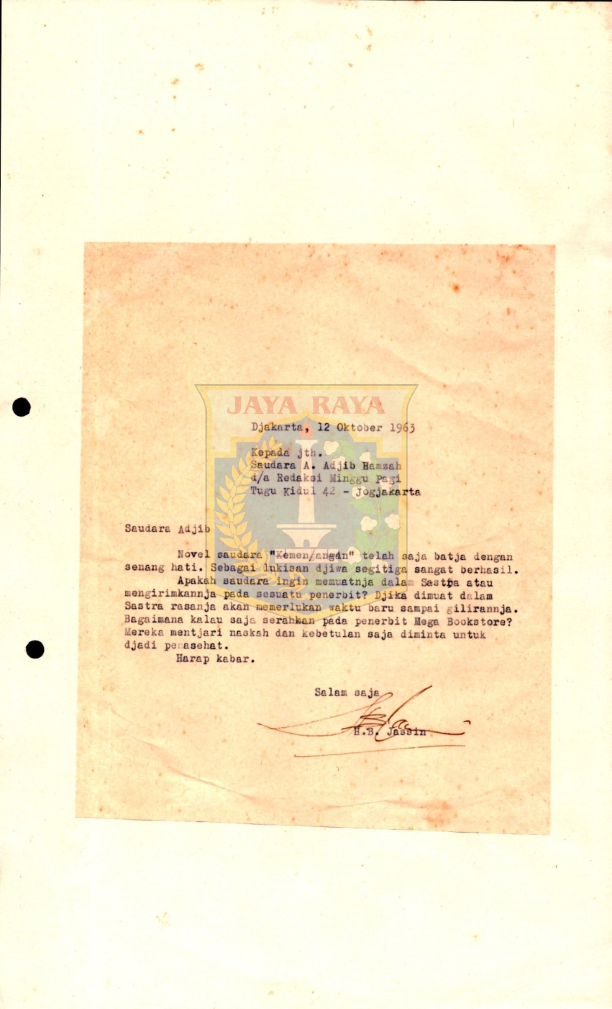 JAYA RAYA
Djakarta, 12 Oktober 1963
Kepada jth.
Saudara A. Adjib Hamzah
d/a Redaksi Minggu Pagi
Tugu Kidul 42 - Jogjakarta
Saudara Adjib
Novel saudara "Kemen/angan" telah saja batja dengan
senang hati. Sebagai lukisan djiwa segitiga sangat berhasil.
Apakah saudara ingin memuatnja dalam Sastra atau
mengirimkannja pada sesuatu penerbit? Djika dimuat dalam
Sastra rasanja akan memerlukan waktu baru sampai gilirannja.
Bagaimana kalau saja serahkan pada penerbit Mega Bookstore?
Mereka mentjari naskah dan kebetulan saja diminta untuk
djadi penasehat.
Harap kabar.
Salam saja
H.B. Jassin